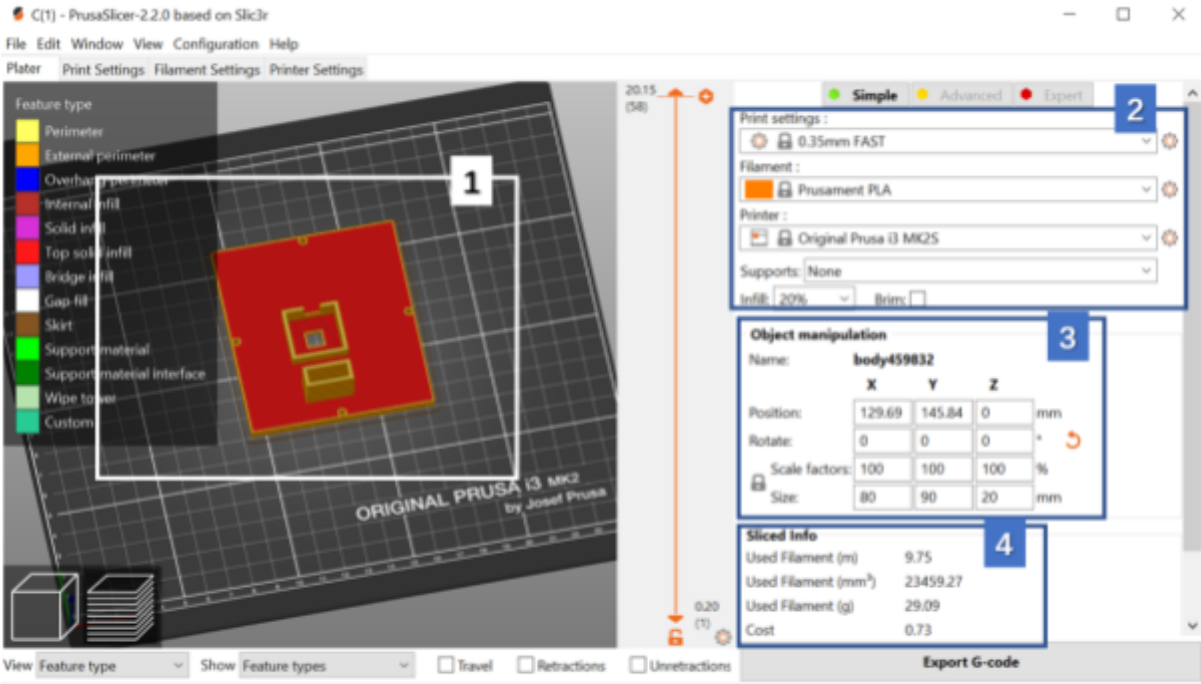 C(1) - PrusaSlicer-2.2.0 based on Slic3r
File Edit Window View Configuration Help
Plater Print Settings Filament Settings Printer Settings
Feature type
Perimeter
External perimeter
Overhang perimeter
Internal infill
Solid infill
Top solid infill
Bridge infill
Gap fill
Skirt
Support material
Support material interface
Wipe tower
Custom
1
ORIGINAL PRUSA i3 MK2
by Josef Prusa
20.15
(58)
0.20
(1)
Simple Advanced Expert
2
Print settings :
0.35mm FAST
Filament :
Prusament PLA
Printer :
Original Prusa i3 MK2S
Supports: None
Infill: 20% Brim:
3
Object manipulation
Name: body459832
X Y Z
Position: 129.69 145.84 0 mm
Rotate: 0 0 0 °
Scale factors: 100 100 100 %
Size: 80 90 20 mm
4
Sliced Info
Used Filament (m) 9.75
Used Filament (mm³) 23459.27
Used Filament (g) 29.09
Cost 0.73
View Feature type Show Feature types Travel Retractions Unretractions
Export G-code